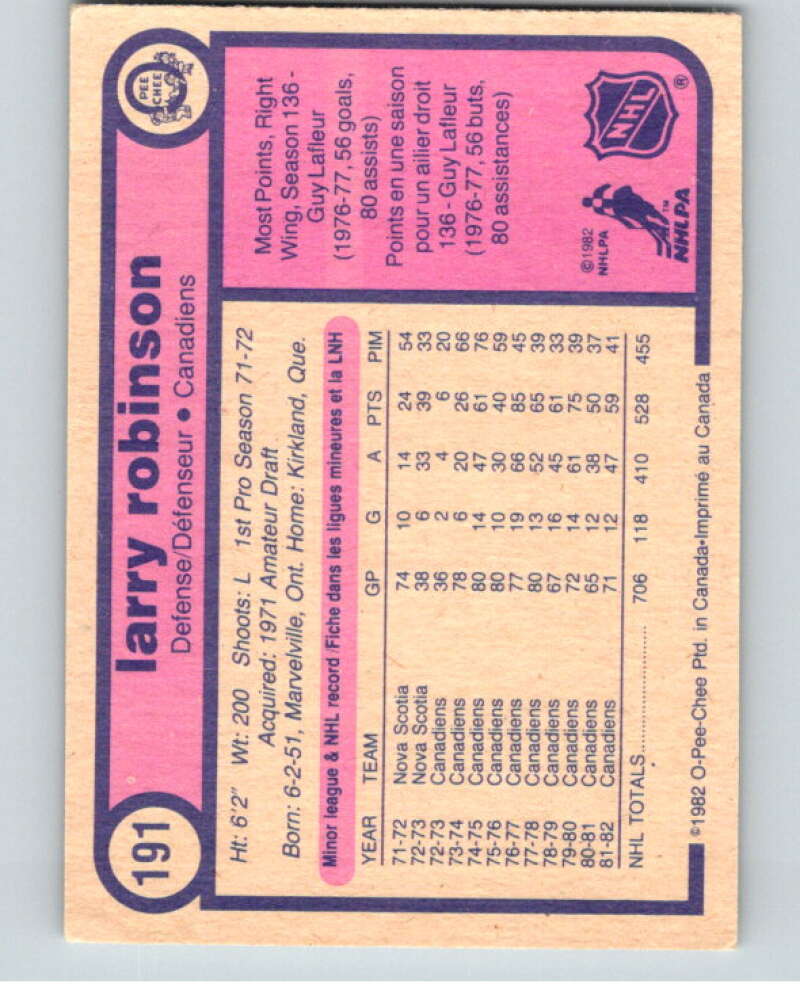 191
larry robinson
Defense/Défenseur • Canadiens
O
PEE
CHEE
Ht: 6'2" Wt: 200 Shoots: L 1st Pro Season 71-72
Acquired: 1971 Amateur Draft
Born: 6-2-51, Marvelville, Ont. Home: Kirkland, Que.
Minor league & NHL record/Fiche dans les ligues mineures et la LNH
YEAR TEAM GP G A PTS PIM
71-72 Nova Scotia 74 10 14 24 54
72-73 Nova Scotia 38 6 33 39 33
72-73 Canadiens 36 2 4 6 20
73-74 Canadiens 78 6 20 26 66
74-75 Canadiens 80 14 47 61 76
75-76 Canadiens 80 10 30 40 59
76-77 Canadiens 77 19 66 85 45
77-78 Canadiens 80 13 52 65 39
78-79 Canadiens 67 16 45 61 33
79-80 Canadiens 72 14 61 75 39
80-81 Canadiens 65 12 38 50 37
81-82 Canadiens 71 12 47 59 41
NHL TOTALS 706 118 410 528 455
Most Points, Right
Wing, Season 136 -
Guy Lafleur
(1976-77, 56 goals,
80 assists)
Points en une saison
pour un ailier droit
136 - Guy Lafleur
(1976-77, 56 buts,
80 assistances)
©1982
NHLPA
NHLPA™
NHL®
©1982 O-Pee-Chee Ptd. in Canada•Imprimé au Canada